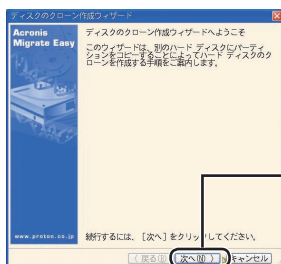 ディスクのクローン作成ウィザード
Acronis
Migrate Easy
ディスクのクローン作成ウィザードへようこそ
このウィザードは、別のハード ディスクにパーティ
ションをコピーすることによってハード ディスクのク
ローンを作成する手順をご案内します。
www.proton.co.jp
続行するには、［次へ］をクリックしてください。
〈 戻る(B)
次へ(N) 〉
キャンセル